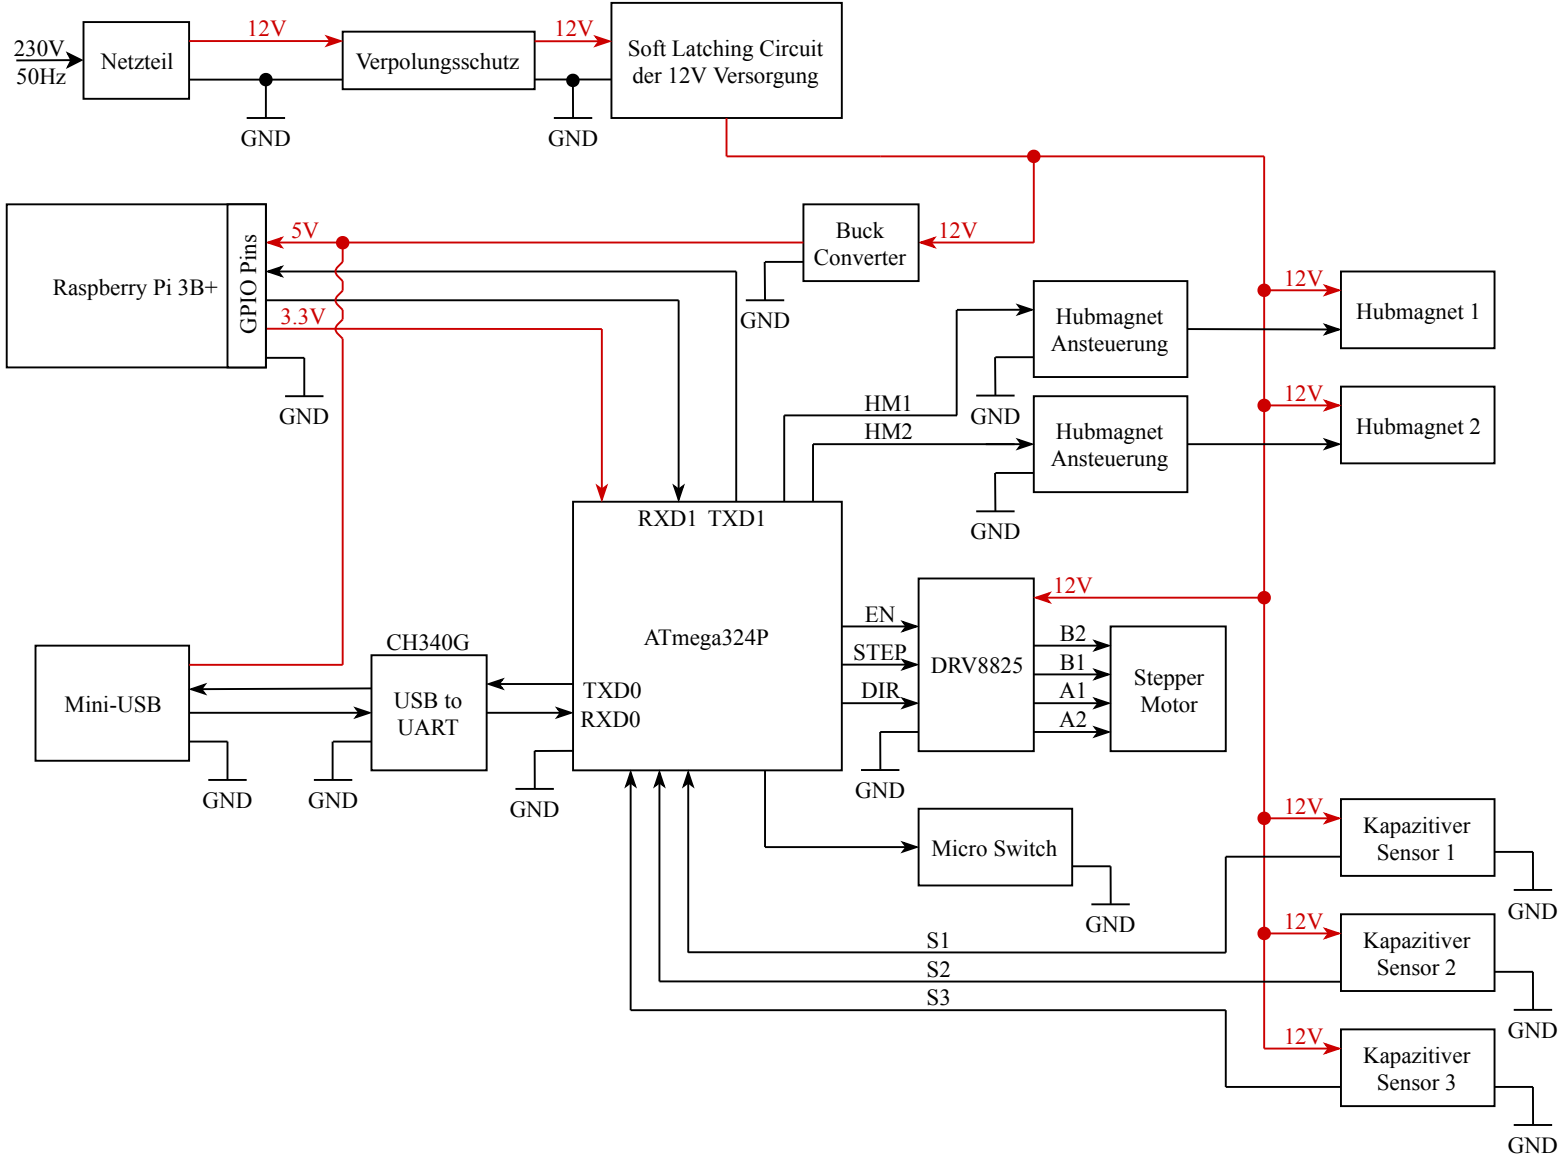 230V
50Hz
Netzteil
12V
GND
Verpolungsschutz
12V
GND
Soft Latching Circuit
der 12V Versorgung
Raspberry Pi 3B+
GPIO Pins
5V
3.3V
GND
Buck
Converter
12V
GND
Hubmagnet
Ansteuerung
GND
12V
Hubmagnet 1
HM1
HM2
Hubmagnet
Ansteuerung
GND
12V
Hubmagnet 2
RXD1 TXD1
ATmega324P
TXD0
RXD0
GND
EN
STEP
DIR
DRV8825
GND
12V
B2
B1
A1
A2
Stepper
Motor
Mini-USB
GND
CH340G
USB to
UART
GND
Micro Switch
GND
S1
S2
S3
12V
Kapazitiver
Sensor 1
GND
12V
Kapazitiver
Sensor 2
GND
12V
Kapazitiver
Sensor 3
GND